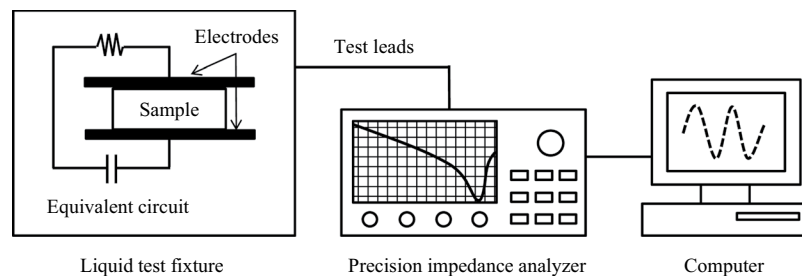 Electrodes
Test leads
Sample
Equivalent circuit
Liquid test fixture
Precision impedance analyzer
Computer